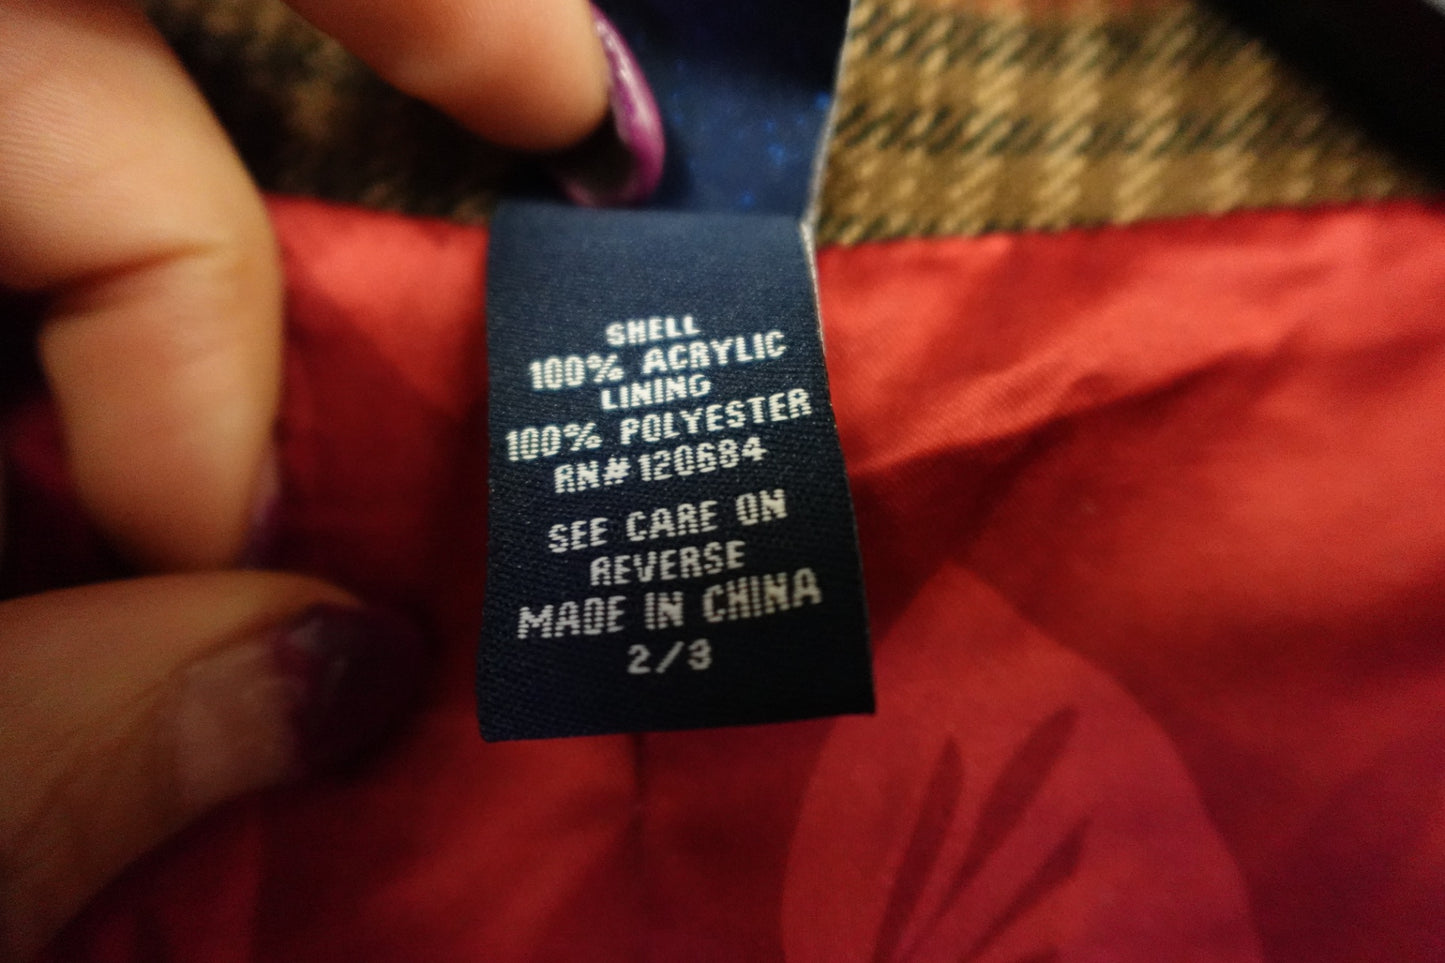 SHELL
100% ACRYLIC
LINING
100% POLYESTER
RN#120684
SEE CARE ON
REVERSE
MADE IN CHINA
2/3